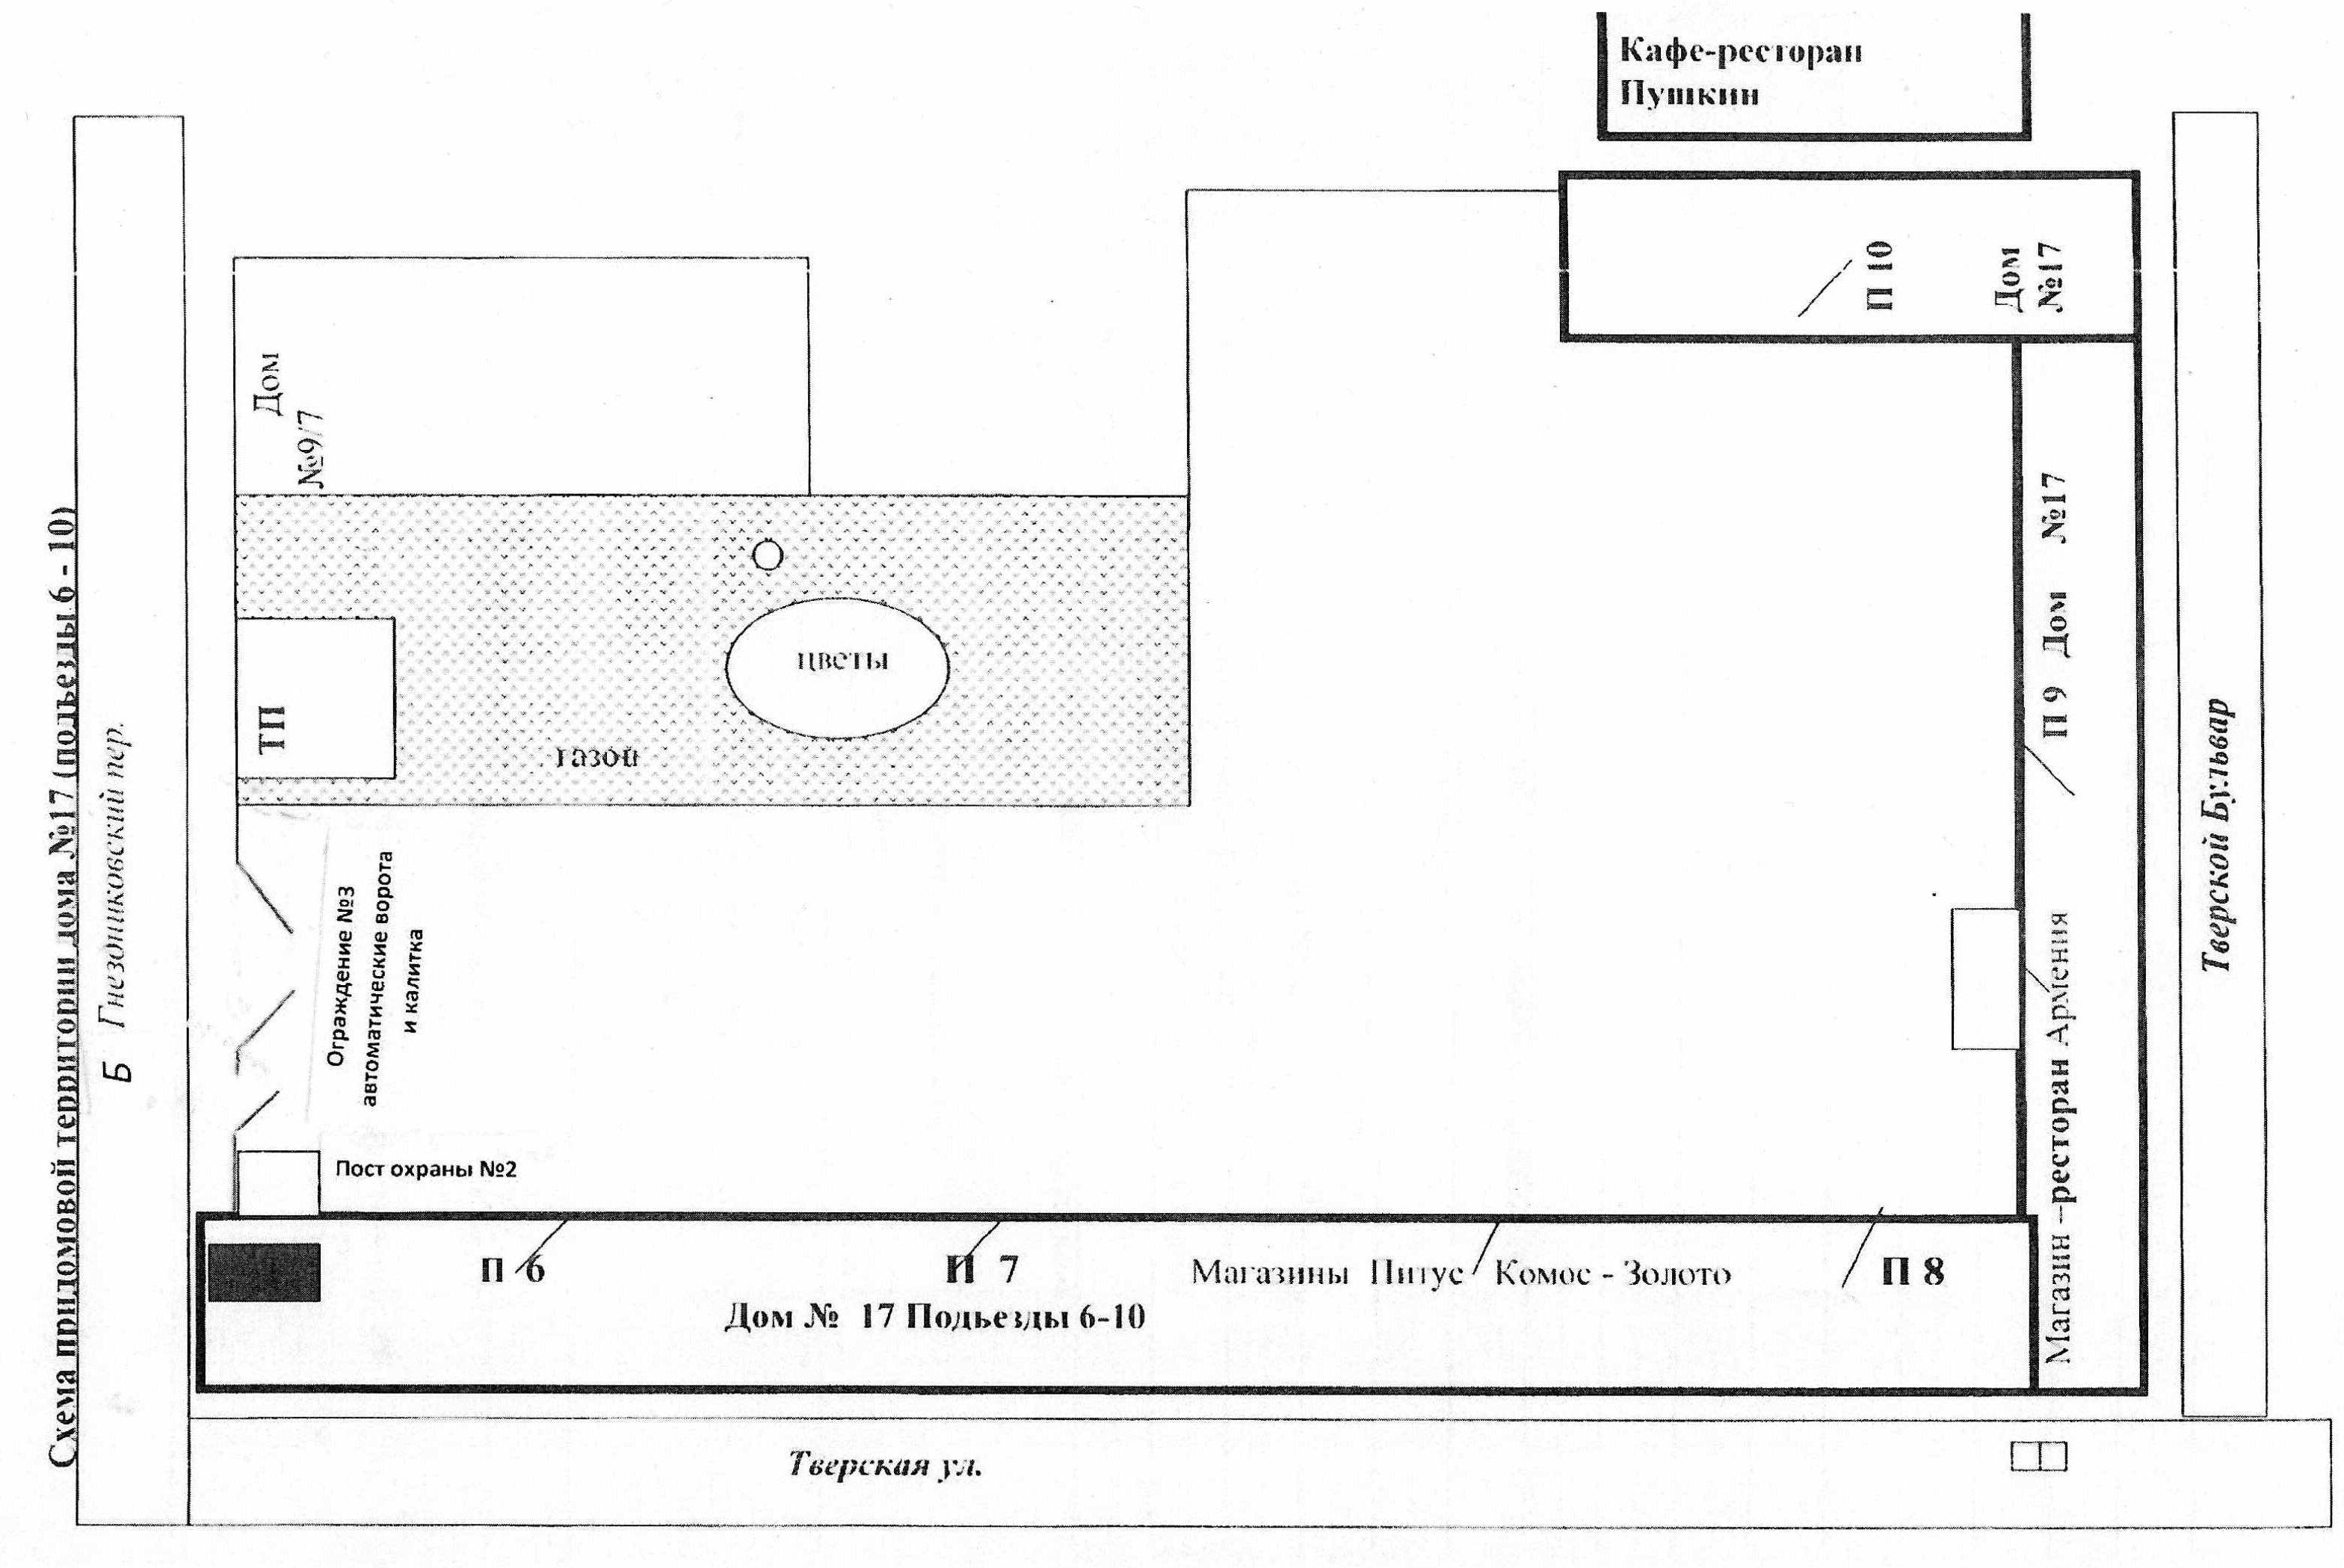 Схема придомовой территории дома №17 (подъезды 6 - 10)
Б Гнездниковский пер.
Кафе-ресторан
Пушкин
П 10
Дом
№17
Дом
№9/7
ТП
цветы
газон
П 9 Дом №17
Ограждение №3
автоматические ворота
и калитка
Магазин –ресторан Армения
Тверской Бульвар
Пост охраны №2
П 6
П 7
Магазины Питус Комос - Золото
П 8
Дом № 17 Подьезды 6-10
Тверская ул.